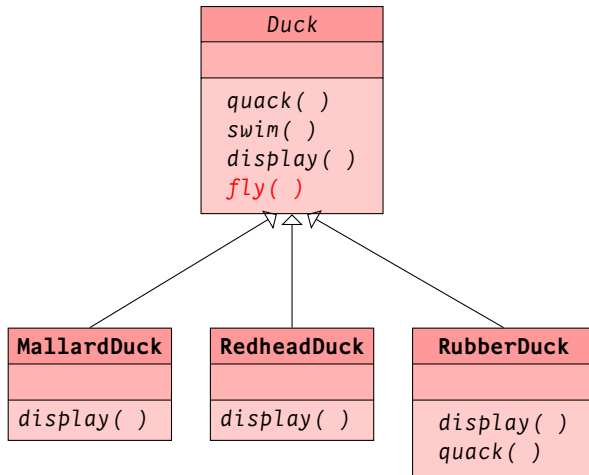 Duck
quack( )
swim( )
display( )
fly( )
MallardDuck
display( )
RedheadDuck
display( )
RubberDuck
display( )
quack( )